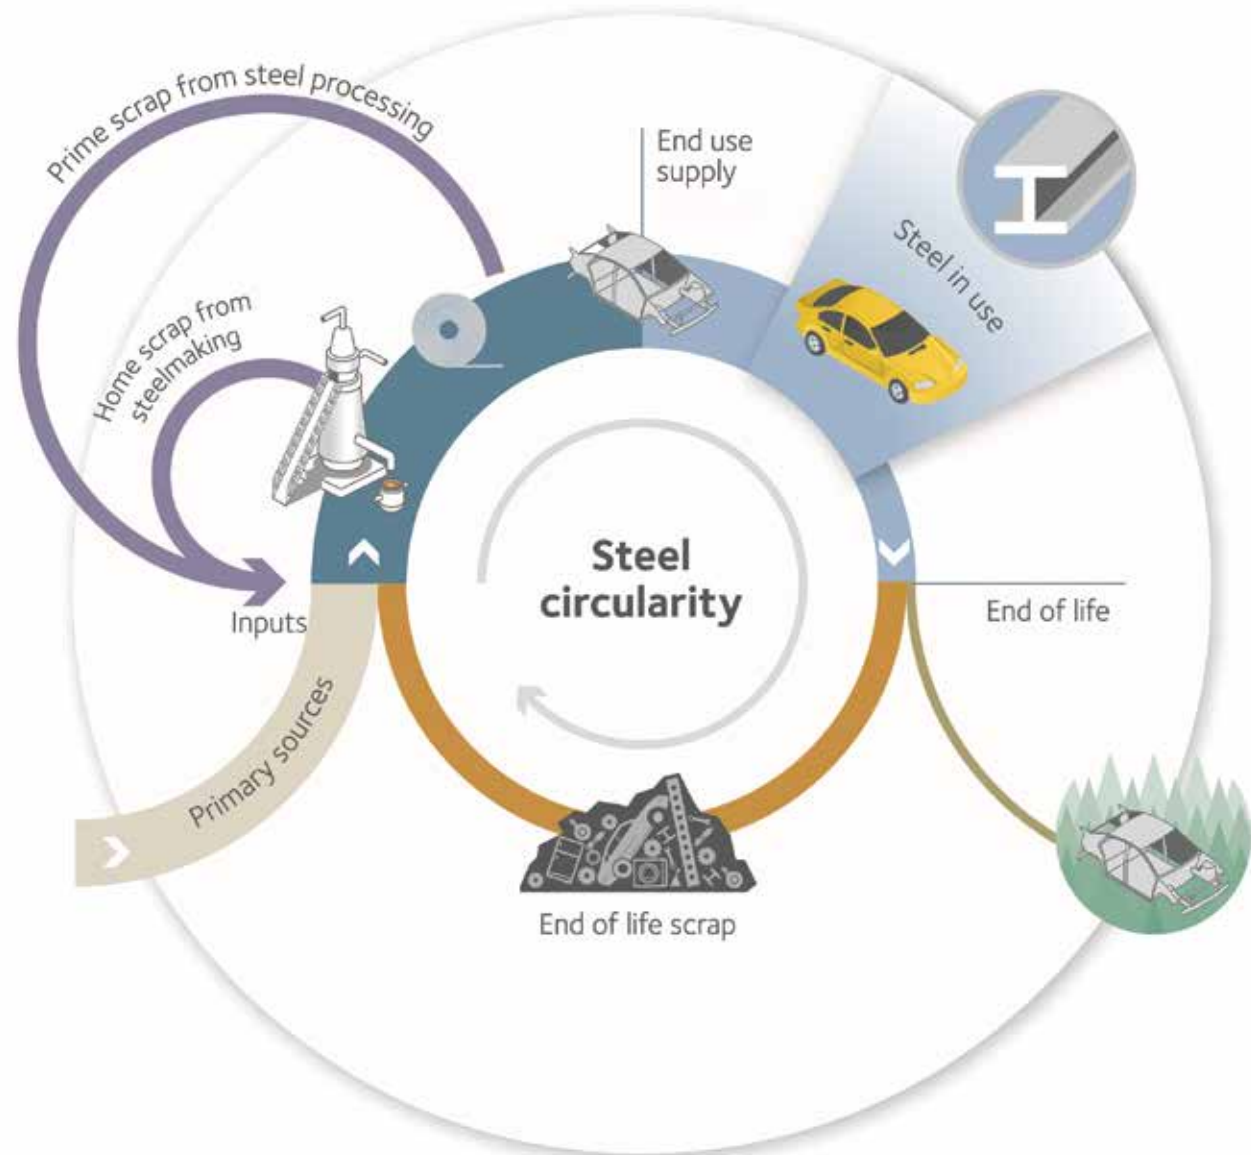 Prime scrap from steel processing
End use
supply
Steel in use
Home scrap from
steelmaking
Steel
circularity
Inputs
End of life
Primary sources
End of life scrap